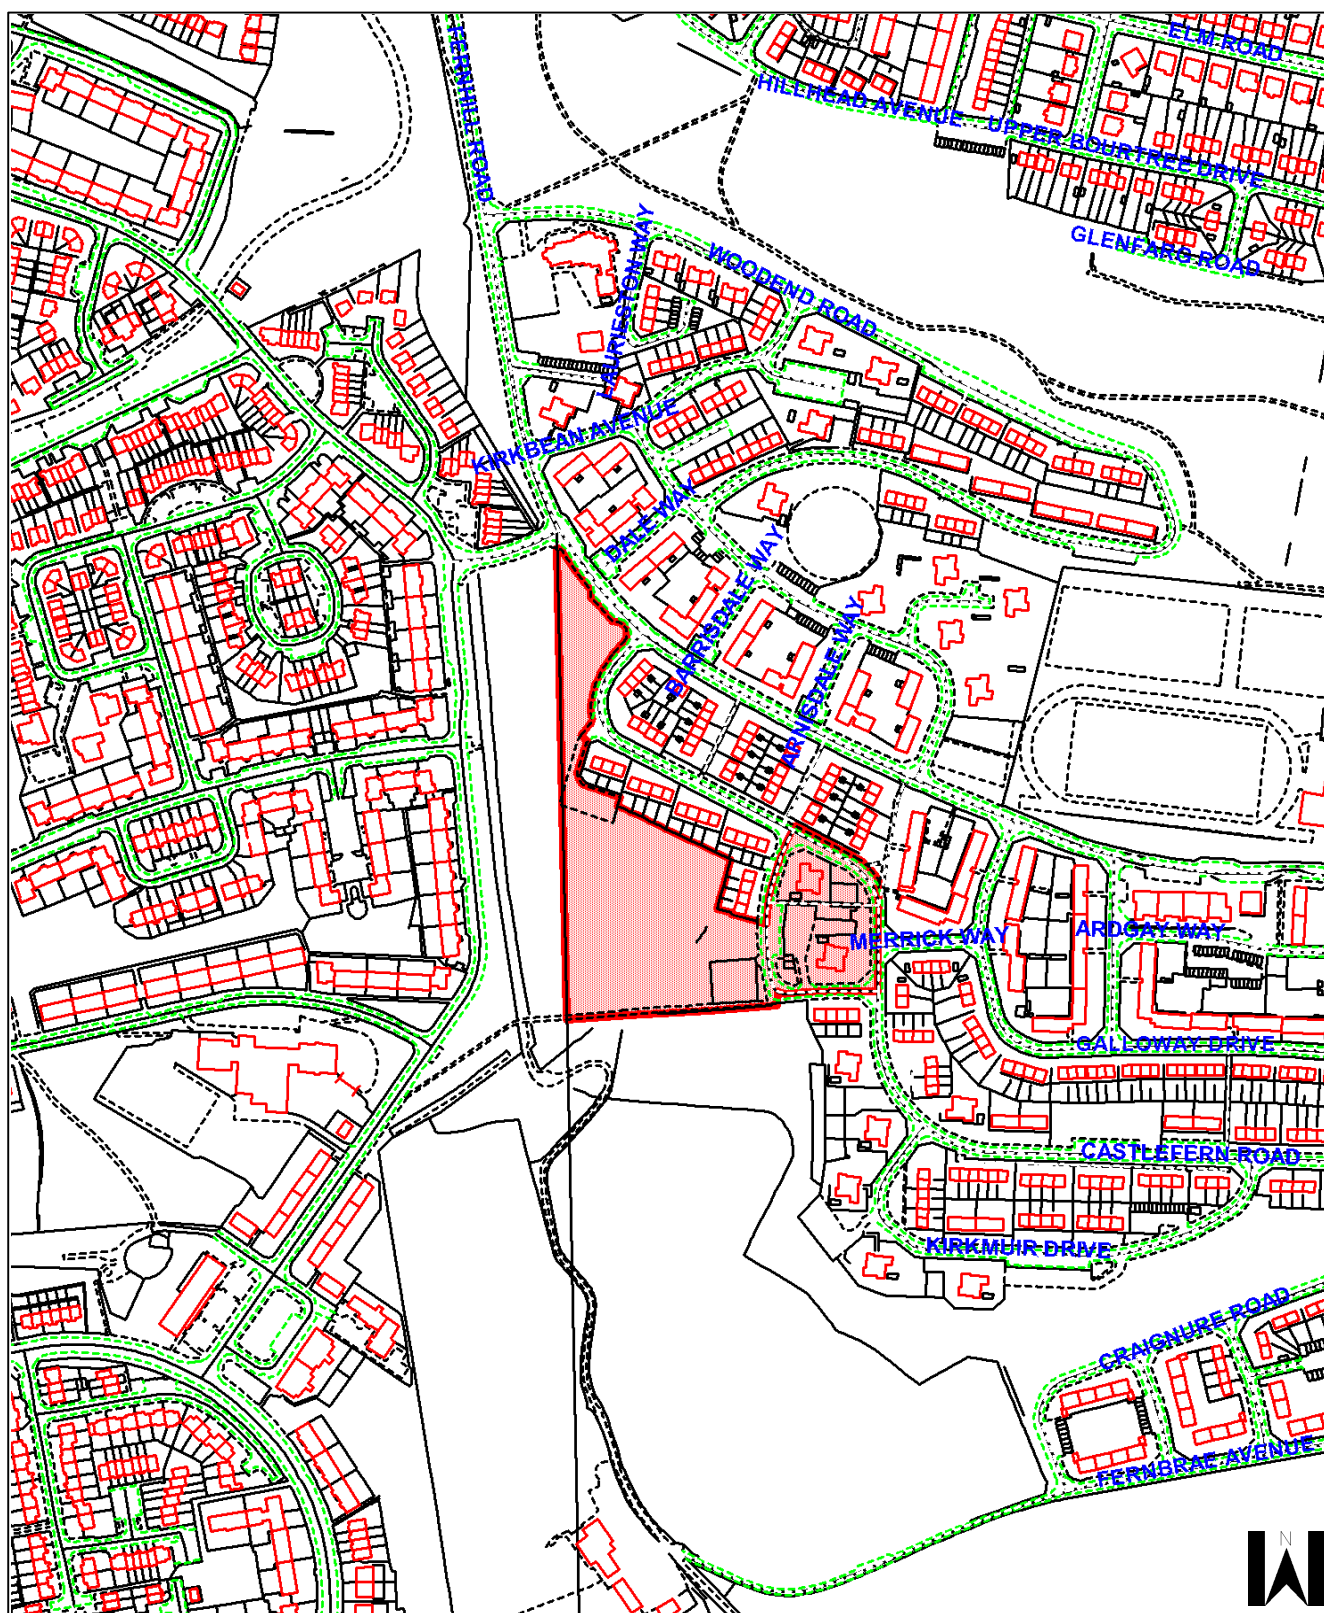 ELM ROAD
FERNHILL ROAD
HILLHEAD AVENUE
UPPER BOURTREE DRIVE
GLENFARG ROAD
LAURIESTON WAY
WOODEND ROAD
KIRKBEAN AVENUE
DALE WAY
BARRISDALE WAY
ARNISDALE WAY
MERRICK WAY
ARDGAY WAY
GALLOWAY DRIVE
CASTLEFERN ROAD
KIRKMUIR DRIVE
CRAIGNURE ROAD
FERNBRAE AVENUE
N